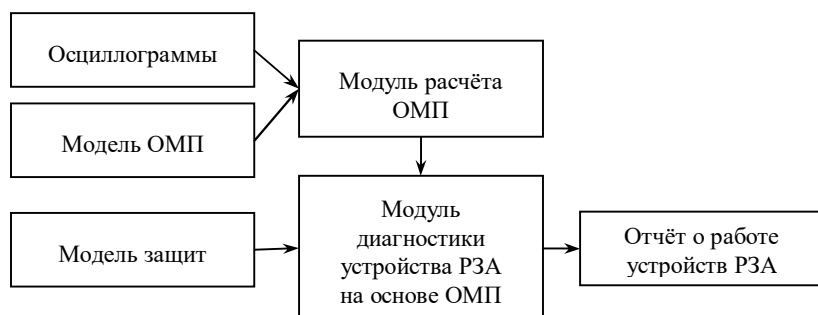 Осциллограммы
Модель ОМП
Модуль расчёта
ОМП
Модель защит
Модуль
диагностики
устройства РЗА
на основе ОМП
Отчёт о работе
устройств РЗА